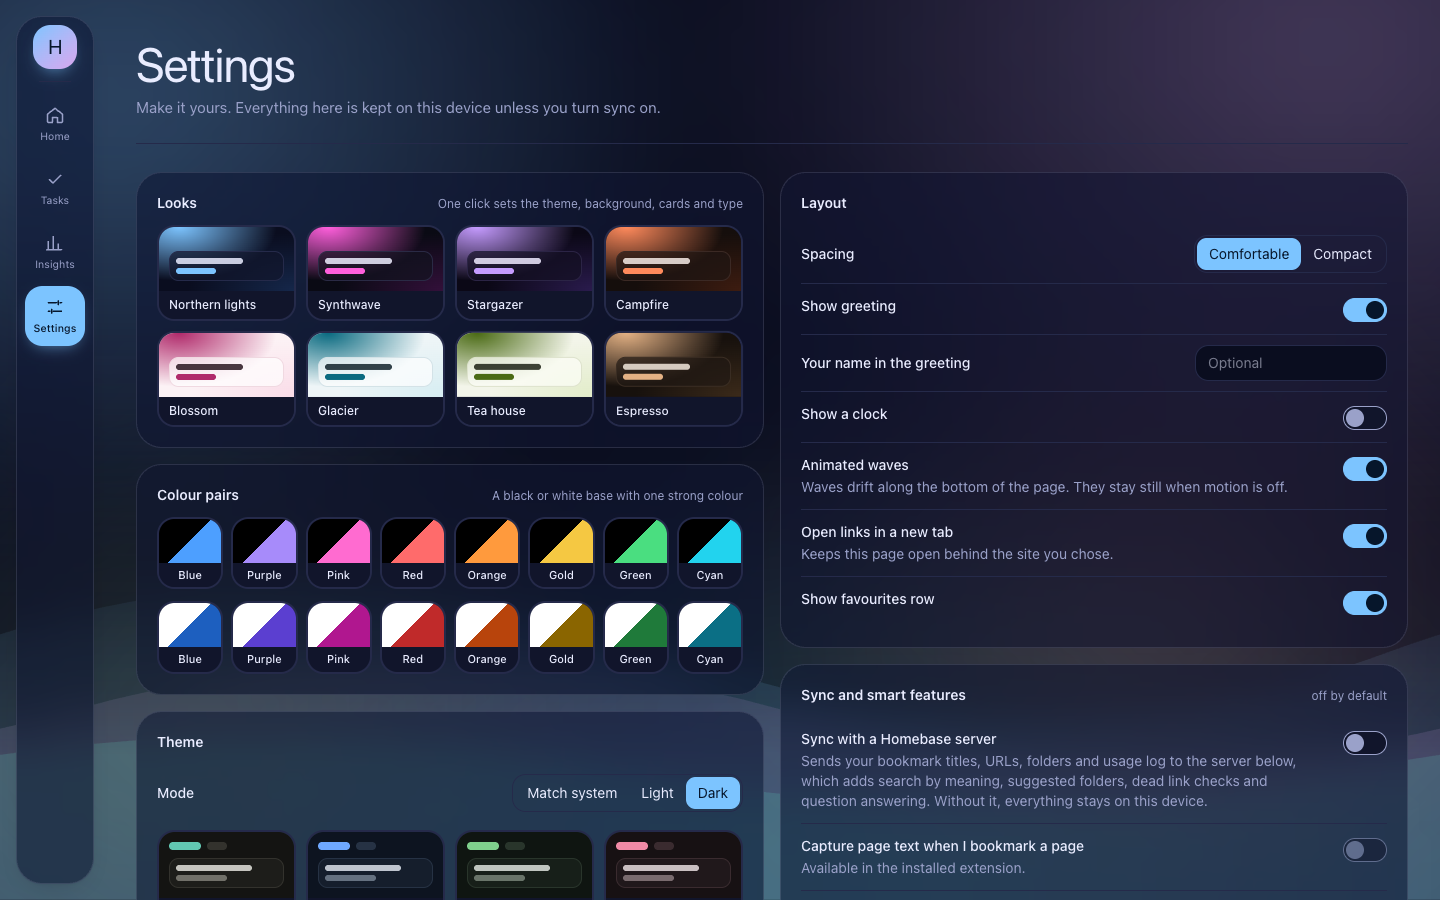 H
Home
Tasks
Insights
Settings
Settings
Make it yours. Everything here is kept on this device unless you turn sync on.
Looks
One click sets the theme, background, cards and type
Northern lights
Synthwave
Stargazer
Campfire
Blossom
Glacier
Tea house
Espresso
Colour pairs
A black or white base with one strong colour
Blue
Purple
Pink
Red
Orange
Gold
Green
Cyan
Blue
Purple
Pink
Red
Orange
Gold
Green
Cyan
Theme
Mode
Match system
Light
Dark
Layout
Spacing
Comfortable
Compact
Show greeting
Your name in the greeting
Optional
Show a clock
Animated waves
Waves drift along the bottom of the page. They stay still when motion is off.
Open links in a new tab
Keeps this page open behind the site you chose.
Show favourites row
Sync and smart features
off by default
Sync with a Homebase server
Sends your bookmark titles, URLs, folders and usage log to the server below,
which adds search by meaning, suggested folders, dead link checks and
question answering. Without it, everything stays on this device.
Capture page text when I bookmark a page
Available in the installed extension.